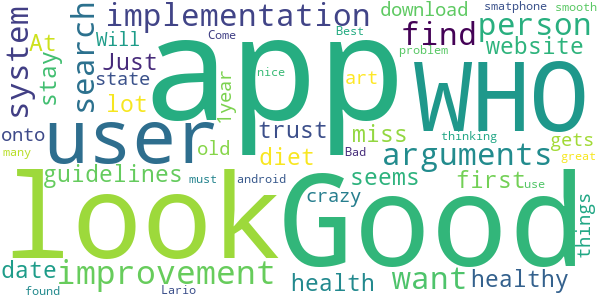 system
At
stay
Will
search
implementation
Just
state
lot
Come
app
download
find
website
smatphone
smooth
person
Best
problem
WHO
nice
art
1year
onto
many
user
old
trust
diet
Bad
miss
thinking
arguments
gets
great
guidelines
must
android
crazy
seems
first
use
things
look
Good
date
found
improvement
Lario
health
want
healthy